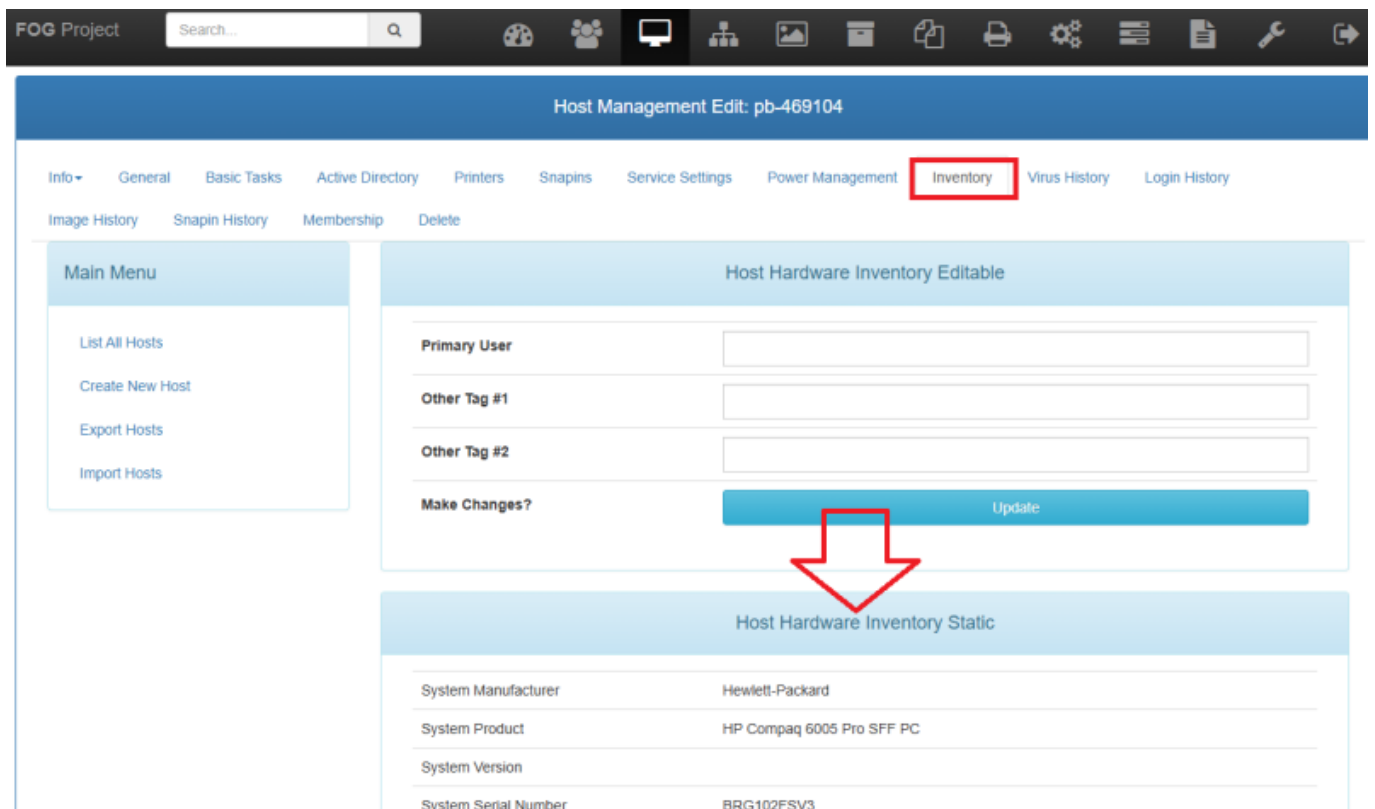 FOG Project Search...
Host Management Edit: pb-469104
Info General Basic Tasks Active Directory Printers Snapins Service Settings Power Management Inventory Virus History Login History
Image History Snapin History Membership Delete
Main Menu
List All Hosts
Create New Host
Export Hosts
Import Hosts
Host Hardware Inventory Editable
Primary User
Other Tag #1
Other Tag #2
Make Changes? Update
Host Hardware Inventory Static
System Manufacturer Hewlett-Packard
System Product HP Compaq 6005 Pro SFF PC
System Version
System Serial Number BRG102FSV3